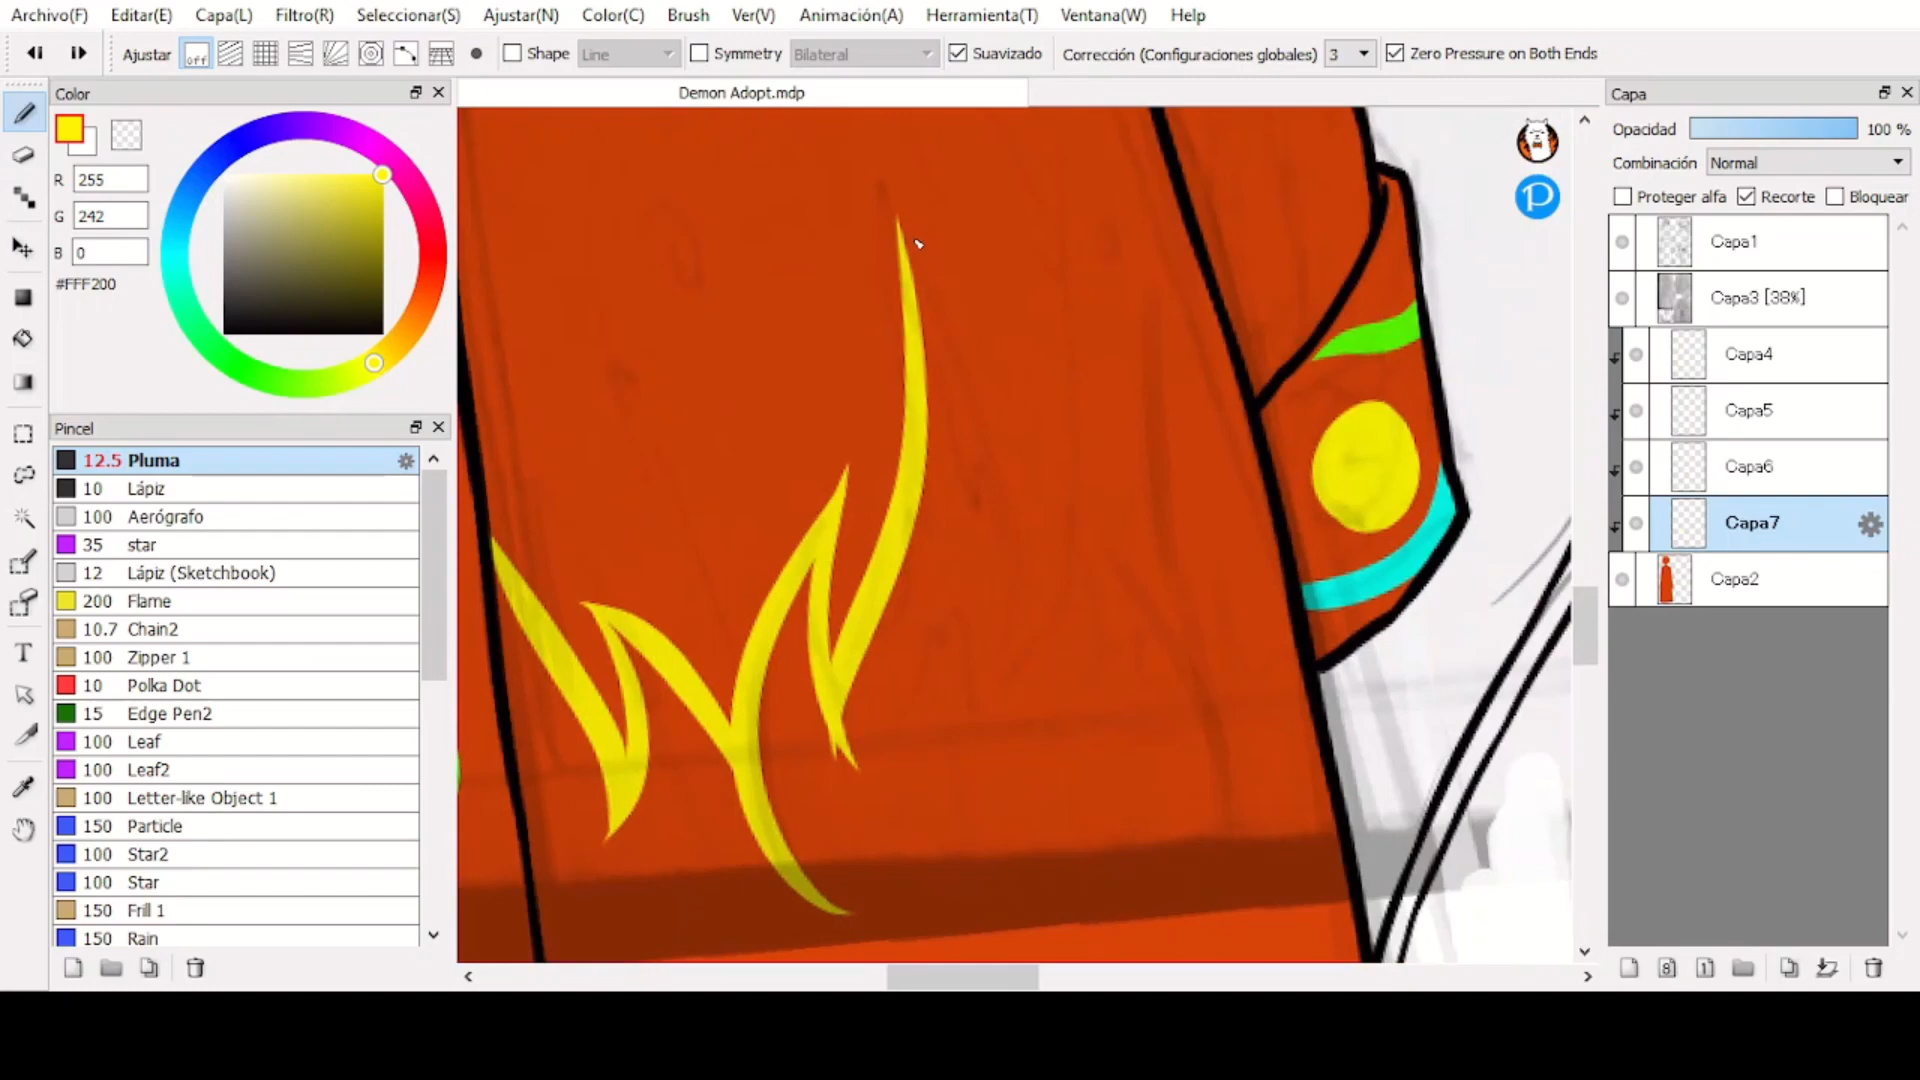 Archivo(F) Editar(E) Capa(L) Filtro(R) Seleccionar(S) Ajustar(N) Color(C) Brush Ver(V) Animación(A) Herramienta(T) Ventana(W) Help
Ajustar off Shape Line Symmetry Bilateral Suavizado Corrección (Configuraciones globales) 3 Zero Pressure on Both Ends
Color
Demon Adopt.mdp
Capa
R 255
G 242
B 0
#FFF200
Opacidad 100 %
Combinación Normal
Proteger alfa Recorte Bloquear
Capa1
Capa3 [38%]
Capa4
Capa5
Capa6
Capa7
Capa2
Pincel
12.5 Pluma
10 Lápiz
100 Aerógrafo
35 star
12 Lápiz (Sketchbook)
200 Flame
10.7 Chain2
100 Zipper 1
10 Polka Dot
15 Edge Pen2
100 Leaf
100 Leaf2
100 Letter-like Object 1
150 Particle
100 Star2
100 Star
150 Frill 1
150 Rain